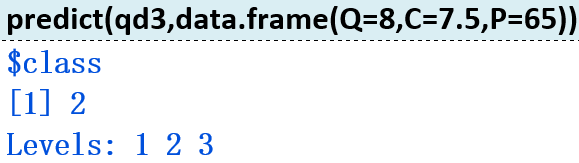 predict(qd3,data.frame(Q=8,C=7.5,P=65))
$class
[1] 2
Levels: 1 2 3